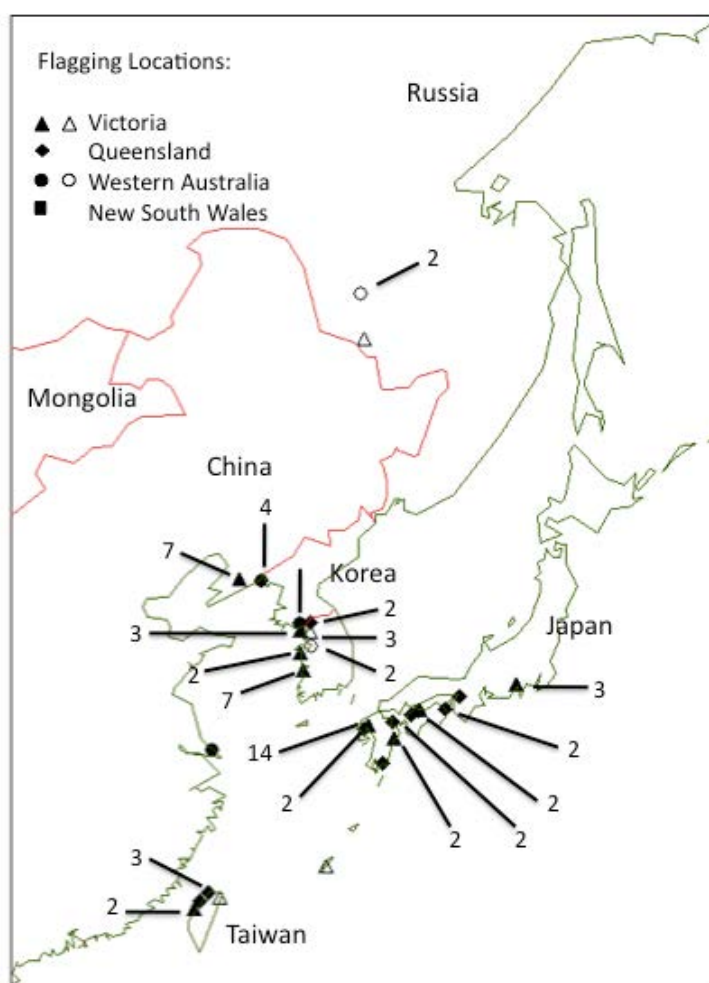 Flagging Locations:
Victoria
Queensland
Western Australia
New South Wales
Russia
2
Mongolia
China
4
7
Korea
2
3
3
Japan
2
2
7
3
14
2
2
2
2
2
3
2
Taiwan